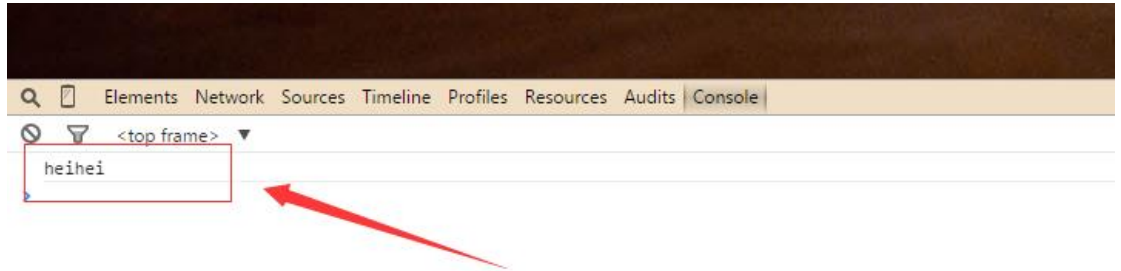 Elements Network Sources Timeline Profiles Resources Audits Console
<top frame> ▼
heihei